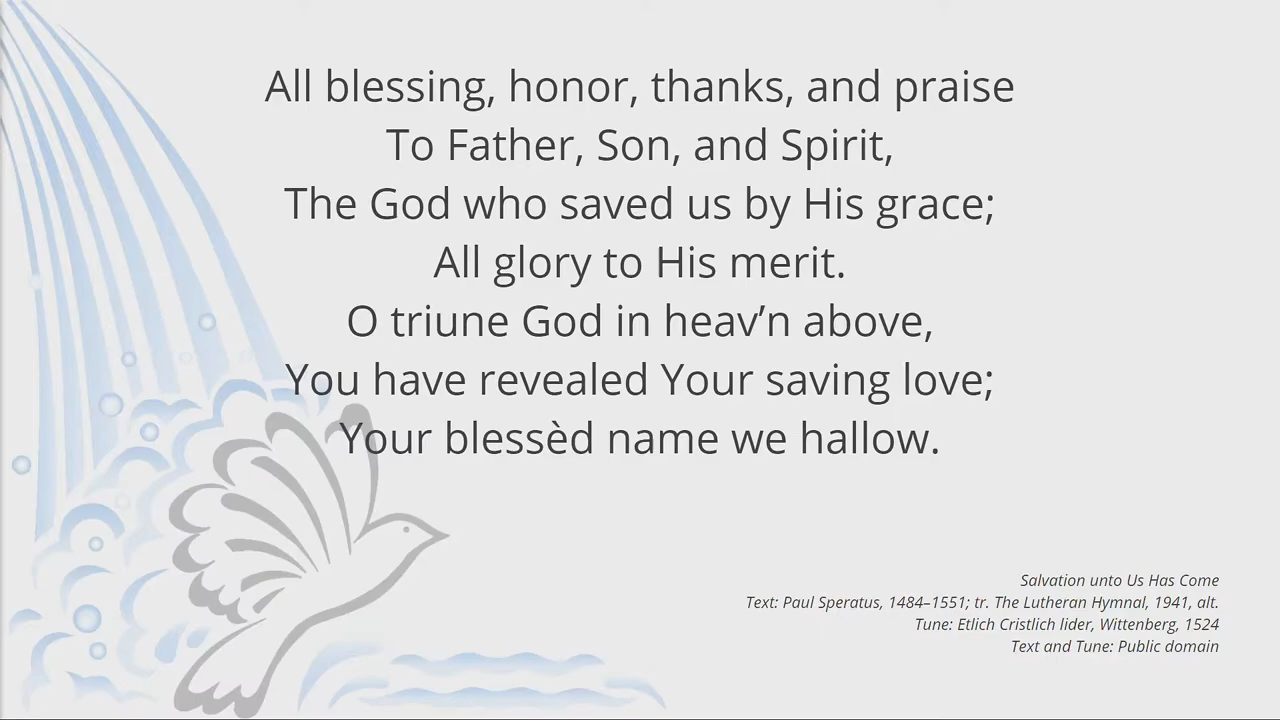 All blessing, honor, thanks, and praise
To Father, Son, and Spirit,
The God who saved us by His grace;
All glory to His merit.
O triune God in heav’n above,
You have revealed Your saving love;
Your blessèd name we hallow.
Salvation unto Us Has Come
Text: Paul Speratus, 1484–1551; tr. The Lutheran Hymnal, 1941, alt.
Tune: Etlich Cristlich lider, Wittenberg, 1524
Text and Tune: Public domain